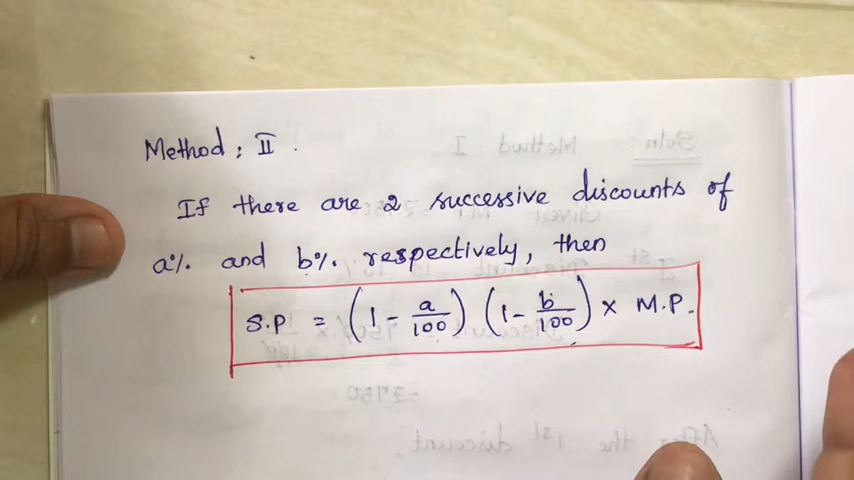 Method : II .
If there are 2 successive discounts of
a% and b% respectively, then
S.P = (1 - a/100) (1 - b/100) × M.P.